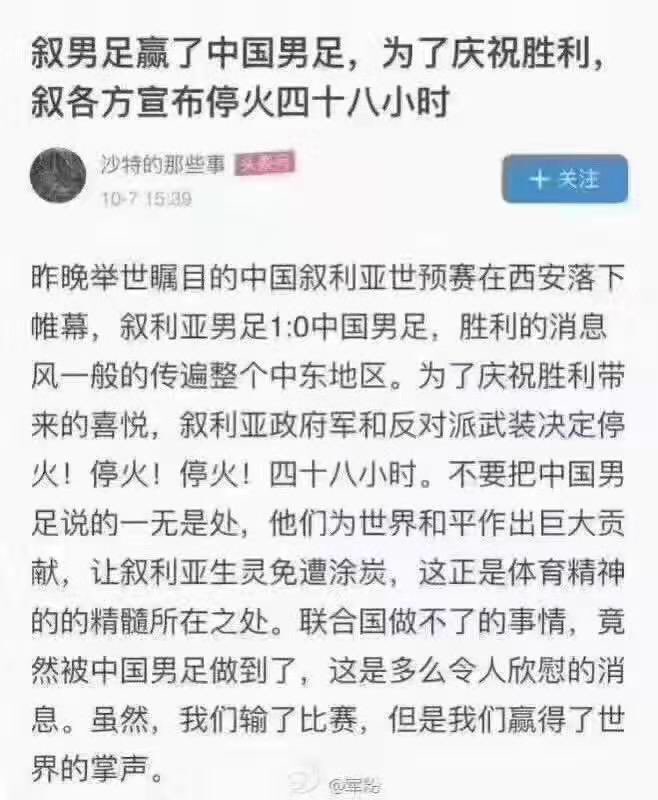 叙男足赢了中国男足，为了庆祝胜利，
叙各方宣布停火四十八小时
沙特的那些事 头条号
10-7 15:39
＋ 关注
昨晚举世瞩目的中国叙利亚世预赛在西安落下
帷幕，叙利亚男足1:0中国男足，胜利的消息
风一般的传遍整个中东地区。为了庆祝胜利带
来的喜悦，叙利亚政府军和反对派武装决定停
火！停火！停火！四十八小时。不要把中国男
足说的一无是处，他们为世界和平作出巨大贡
献，让叙利亚生灵免遭涂炭，这正是体育精神
的的精髓所在之处。联合国做不了的事情，竟
然被中国男足做到了，这是多么令人欣慰的消
息。虽然，我们输了比赛，但是我们赢得了世
界的掌声。
@军粉